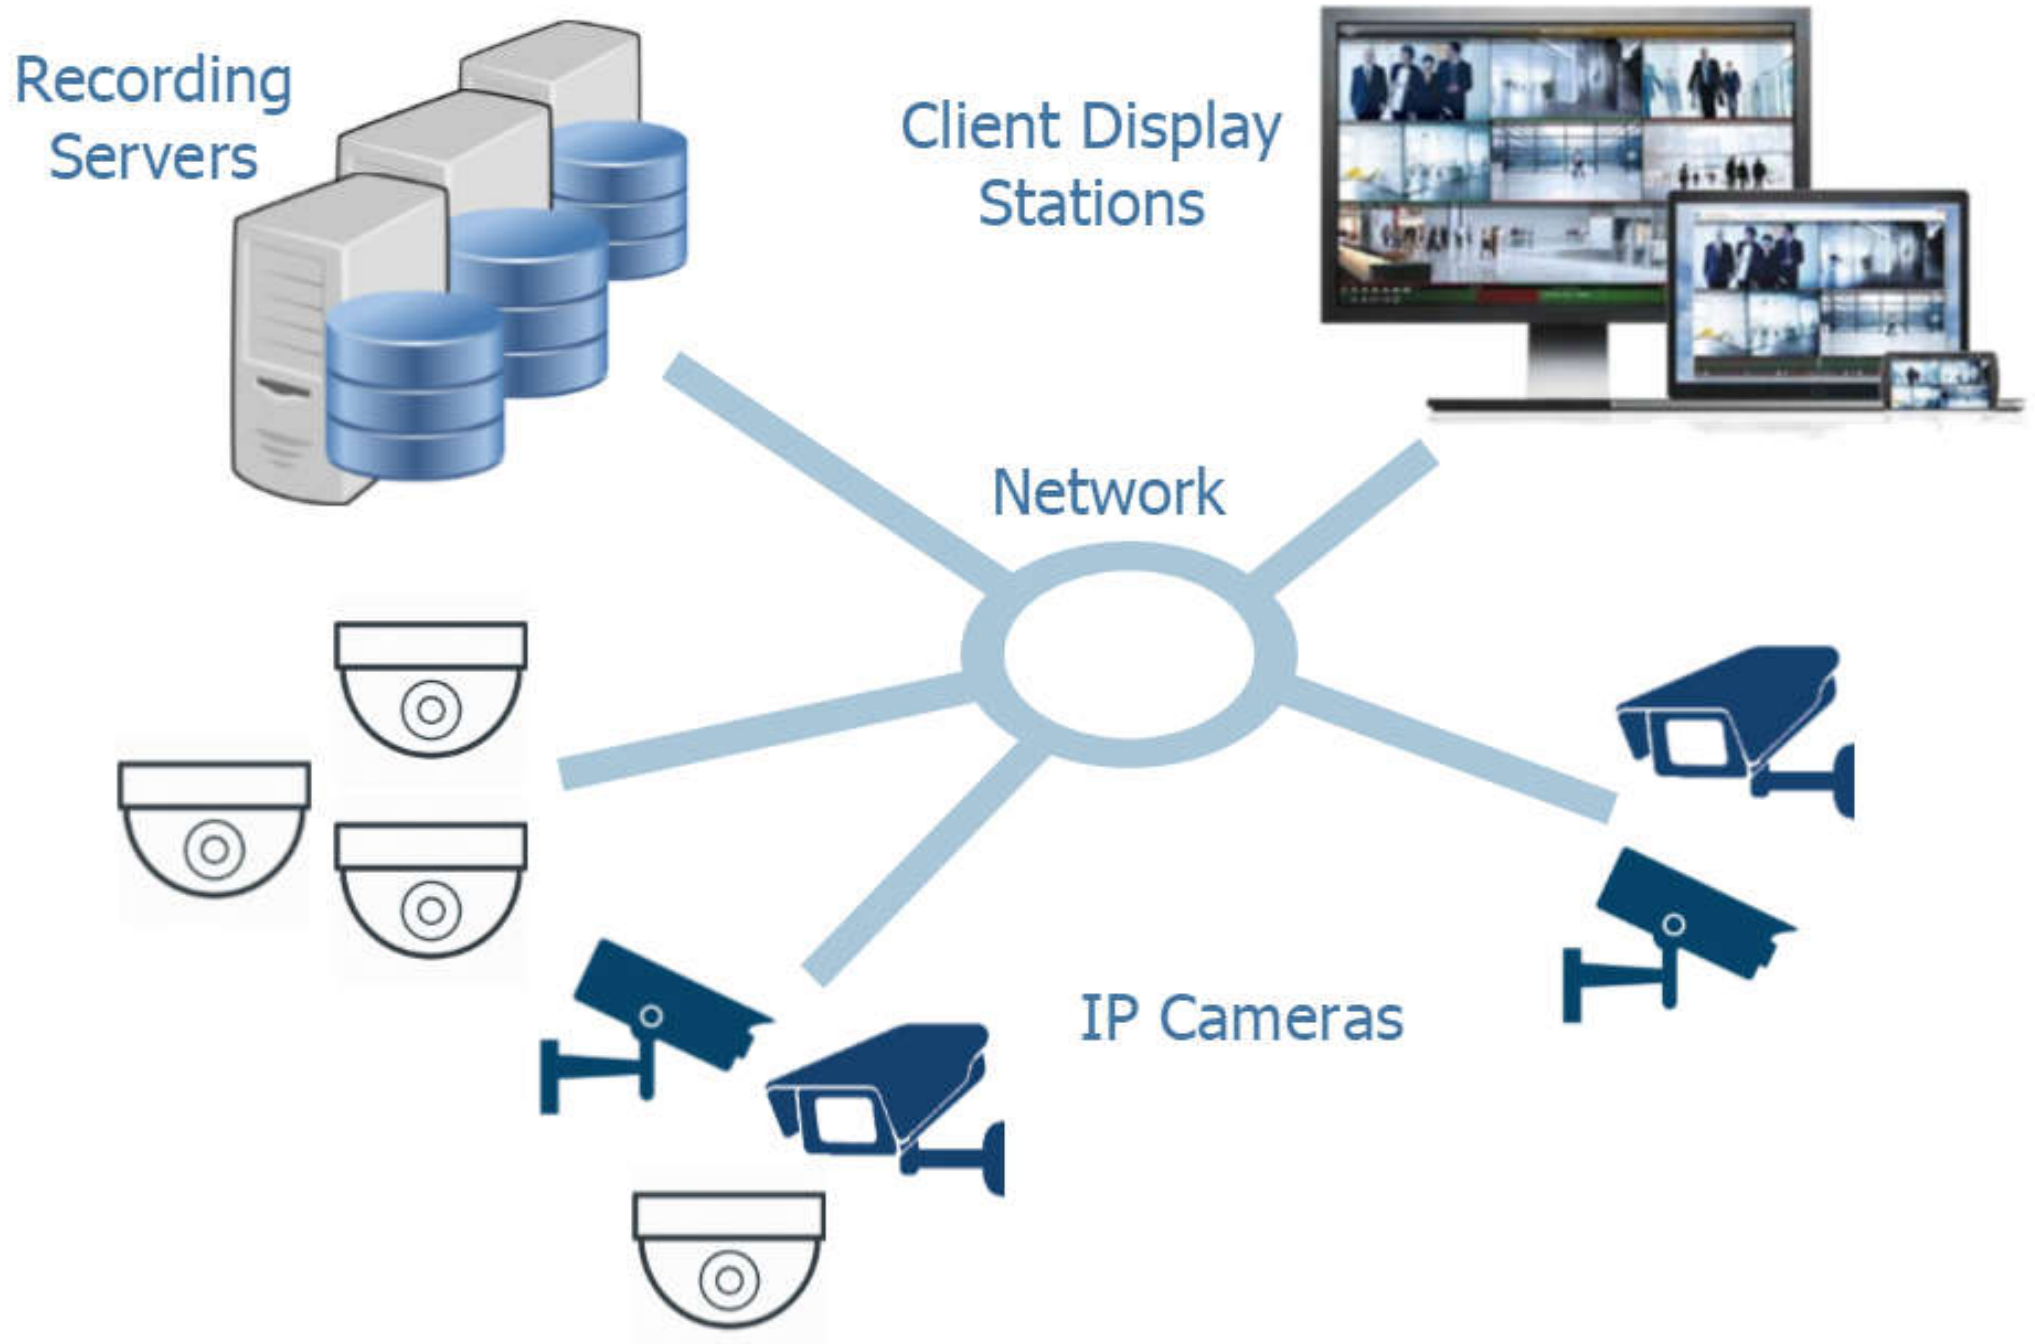 Recording
Servers
Client Display
Stations
Network
IP Cameras